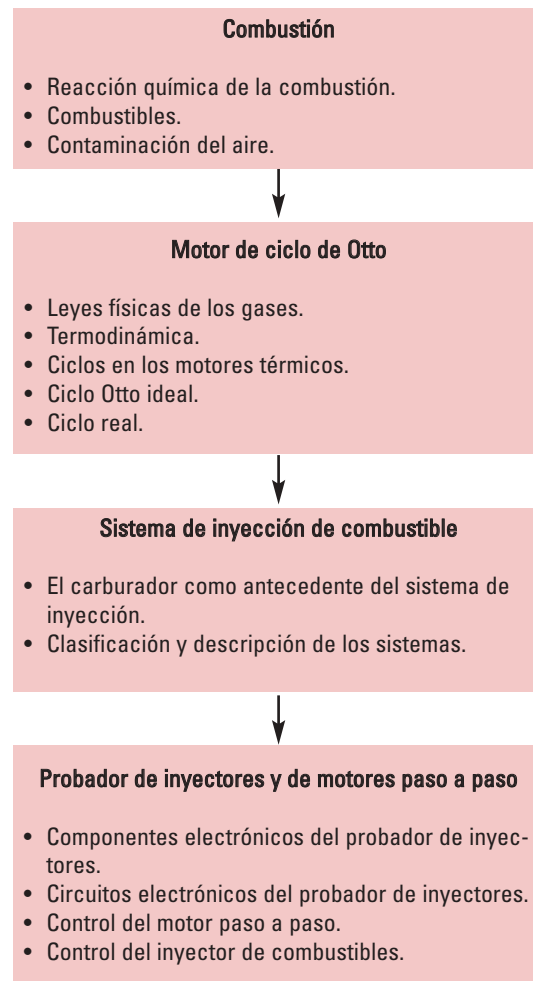 Combustión
• Reacción química de la combustión.
• Combustibles.
• Contaminación del aire.
Motor de ciclo de Otto
• Leyes físicas de los gases.
• Termodinámica.
• Ciclos en los motores térmicos.
• Ciclo Otto ideal.
• Ciclo real.
Sistema de inyección de combustible
• El carburador como antecedente del sistema de
inyección.
• Clasificación y descripción de los sistemas.
Probador de inyectores y de motores paso a paso
• Componentes electrónicos del probador de inyec-
tores.
• Circuitos electrónicos del probador de inyectores.
• Control del motor paso a paso.
• Control del inyector de combustibles.